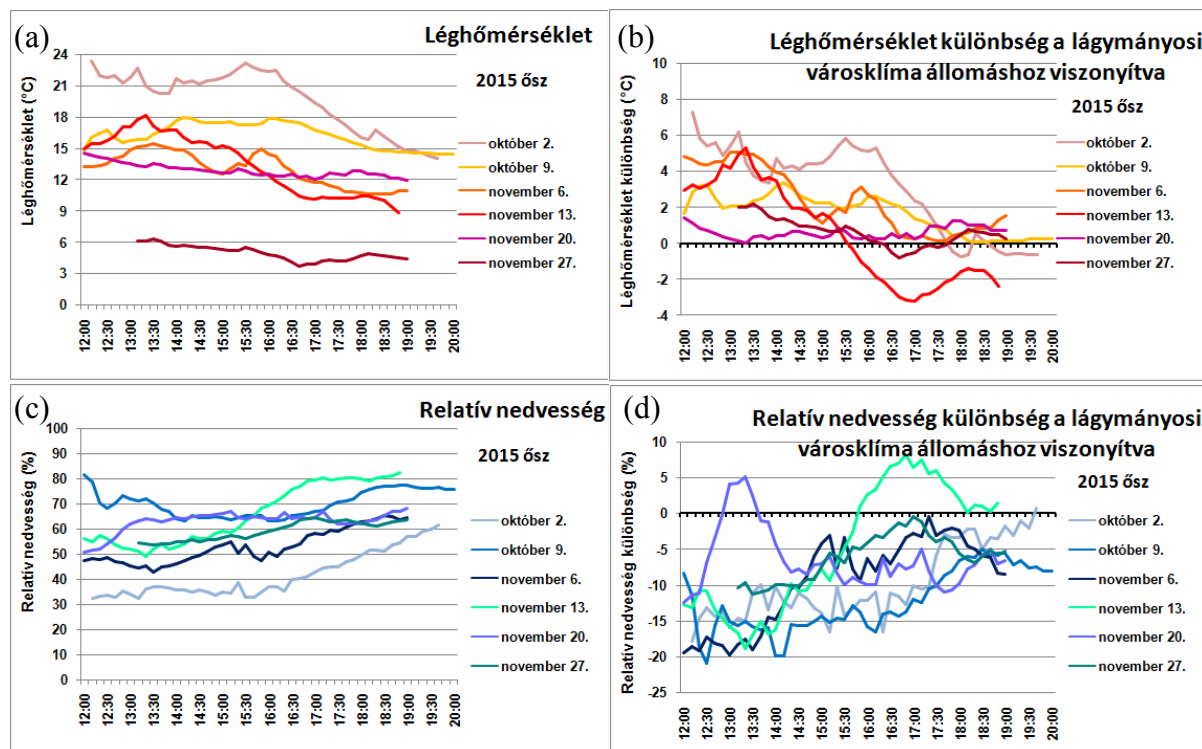 (a)
Léghőmérséklet
2015 ősz
Léghőmérséklet (°C)
24
21
18
15
12
9
6
3
0
október 2.
október 9.
november 6.
november 13.
november 20.
november 27.
12:00
12:30
13:00
13:30
14:00
14:30
15:00
15:30
16:00
16:30
17:00
17:30
18:00
18:30
19:00
19:30
20:00
(b)
Léghőmérséklet különbség a lágymányosi
városklíma állomáshoz viszonyítva
2015 ősz
Léghőmérséklet különbség (°C)
10
8
6
4
2
0
-2
-4
október 2.
október 9.
november 6.
november 13.
november 20.
november 27.
12:00
12:30
13:00
13:30
14:00
14:30
15:00
15:30
16:00
16:30
17:00
17:30
18:00
18:30
19:00
19:30
20:00
(c)
Relatív nedvesség
2015 ősz
Relatív nedvesség (%)
100
90
80
70
60
50
40
30
20
10
0
október 2.
október 9.
november 6.
november 13.
november 20.
november 27.
12:00
12:30
13:00
13:30
14:00
14:30
15:00
15:30
16:00
16:30
17:00
17:30
18:00
18:30
19:00
19:30
20:00
(d)
Relatív nedvesség különbség a lágymányosi
városklíma állomáshoz viszonyítva
2015 ősz
Relatív nedvesség különbség (%)
10
5
0
-5
-10
-15
-20
-25
október 2.
október 9.
november 6.
november 13.
november 20.
november 27.
12:00
12:30
13:00
13:30
14:00
14:30
15:00
15:30
16:00
16:30
17:00
17:30
18:00
18:30
19:00
19:30
20:00